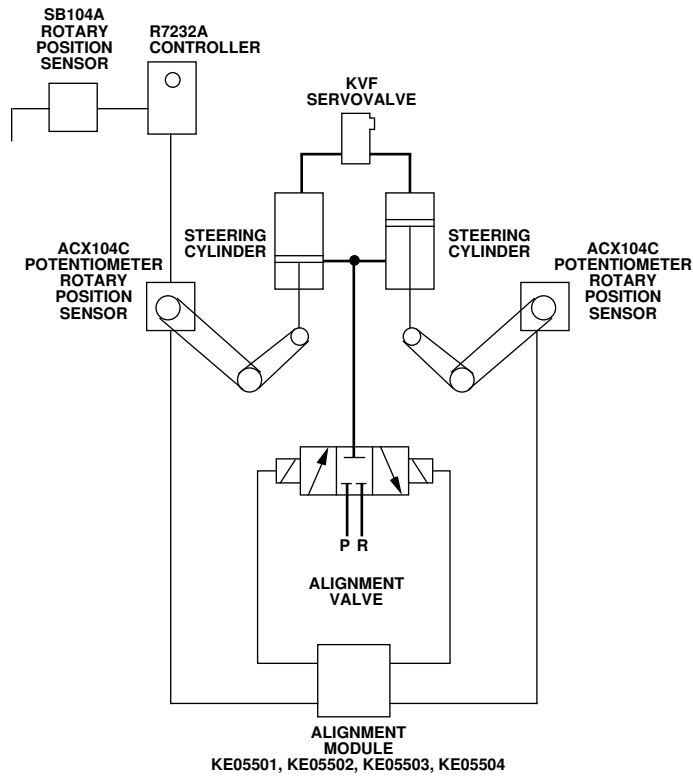 SB104A
ROTARY
POSITION
SENSOR
R7232A
CONTROLLER
KVF
SERVOVALVE
STEERING
CYLINDER
STEERING
CYLINDER
ACX104C
POTENTIOMETER
ROTARY
POSITION
SENSOR
ACX104C
POTENTIOMETER
ROTARY
POSITION
SENSOR
P R
ALIGNMENT
VALVE
ALIGNMENT
MODULE
KE05501, KE05502, KE05503, KE05504